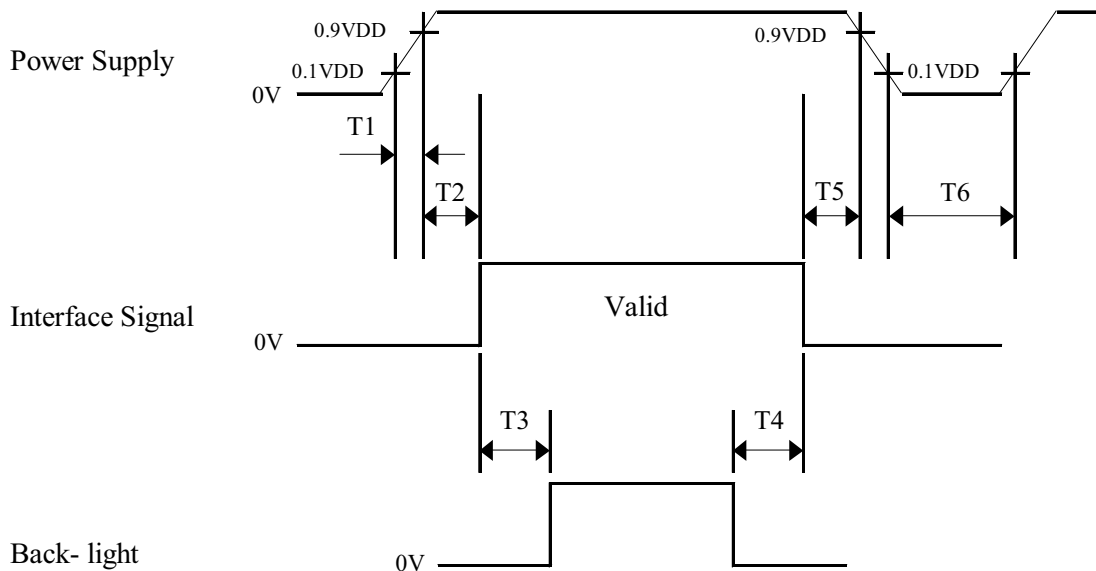 0.9VDD
0.9VDD
Power Supply
0.1VDD
0.1VDD
0V
T1
T2
T5
T6
Valid
Interface Signal
0V
T3
T4
Back- light
0V